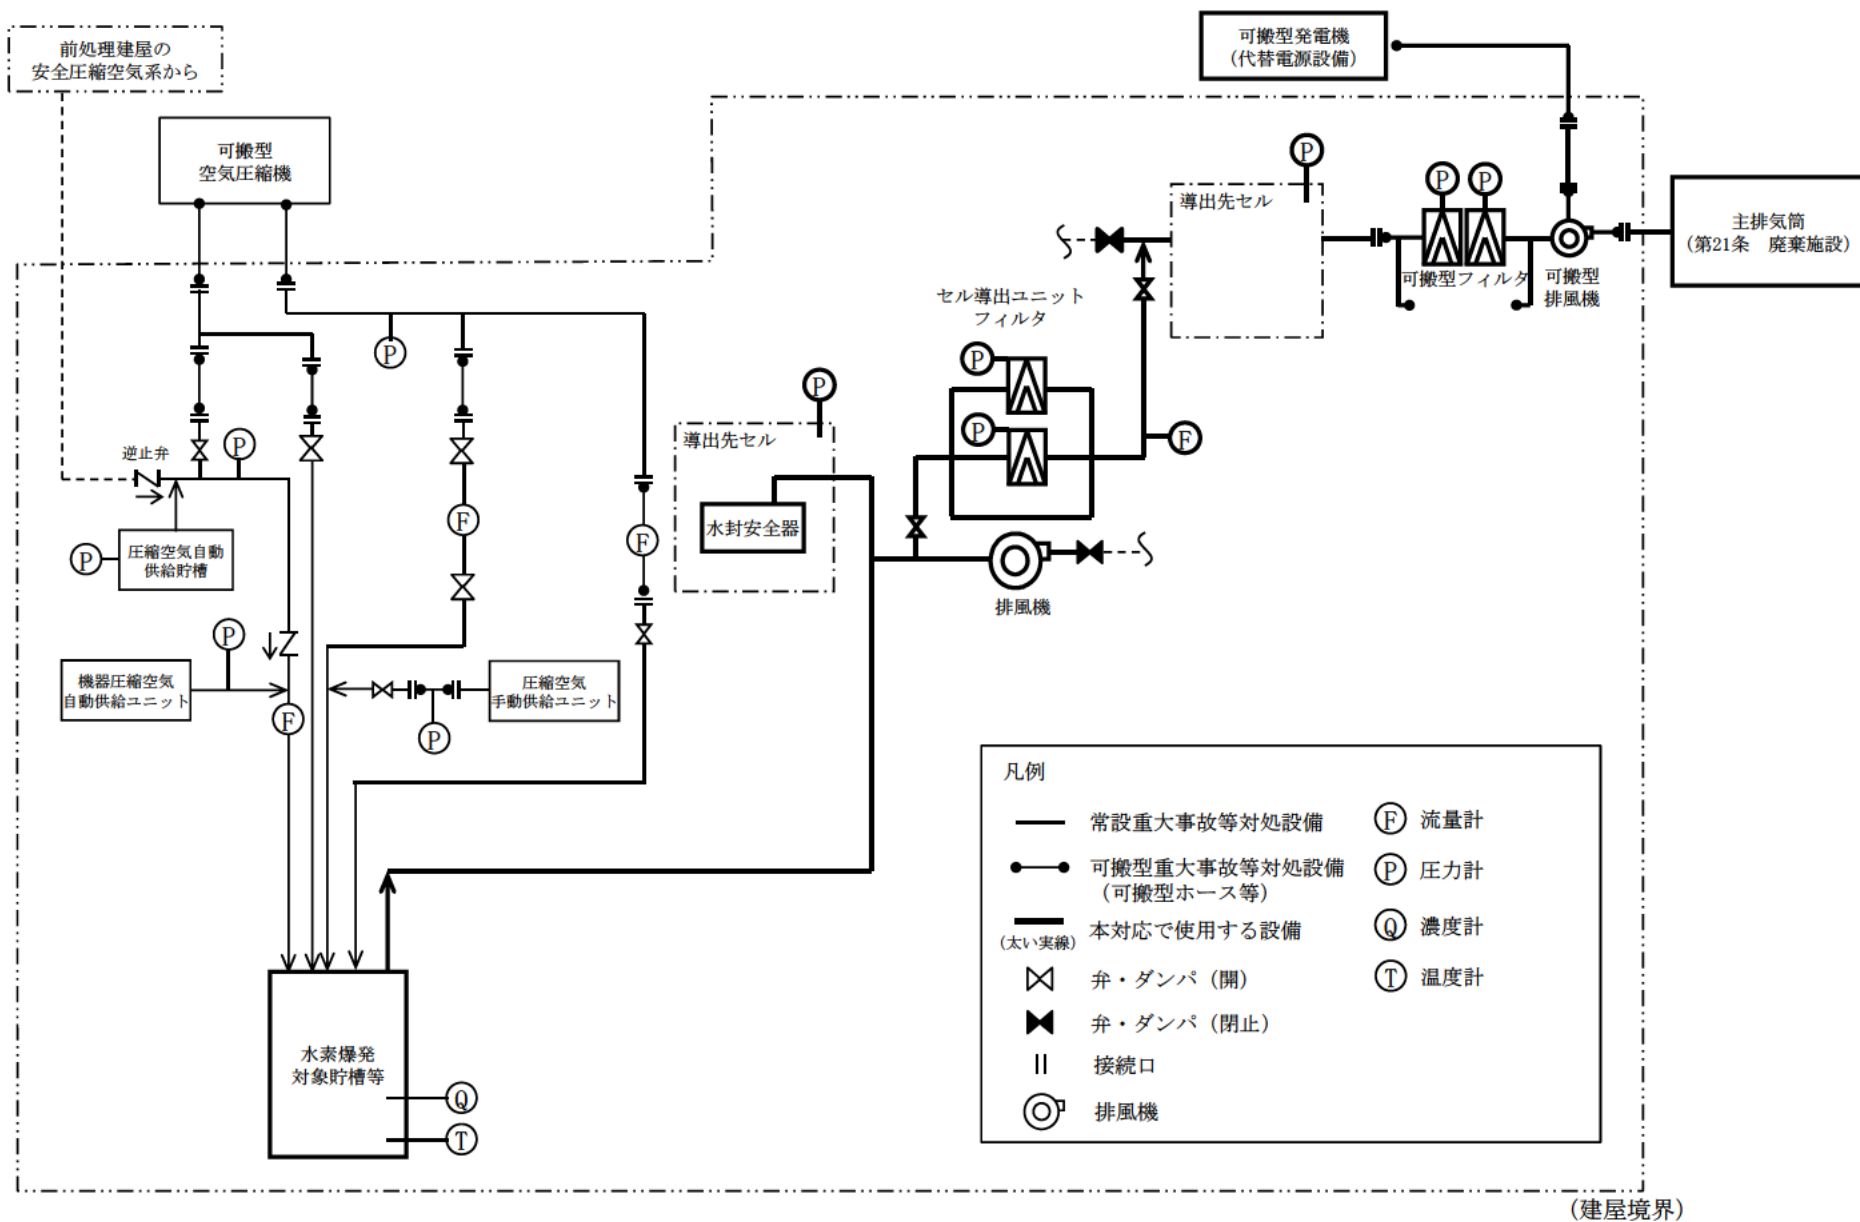 前処理建屋の
安全圧縮空気系から
可搬型発電機
(代替電源設備)
可搬型
空気圧縮機
P
導出先セル
P
P
主排気筒
(第21条　廃棄施設)
可搬型フィルタ
可搬型
排風機
セル導出ユニット
フィルタ
P
P
P
P
導出先セル
F
逆止弁
P
水封安全器
F
F
圧縮空気自動
供給貯槽
P
排風機
P
機器圧縮空気
自動供給ユニット
F
圧縮空気
手動供給ユニット
P
凡例
常設重大事故等対処設備
F 流量計
可搬型重大事故等対処設備
(可搬型ホース等)
P 圧力計
(太い実線)
本対応で使用する設備
Q 濃度計
弁・ダンパ (開)
T 温度計
弁・ダンパ (閉止)
接続口
排風機
水素爆発
対象貯槽等
Q
T
(建屋境界)